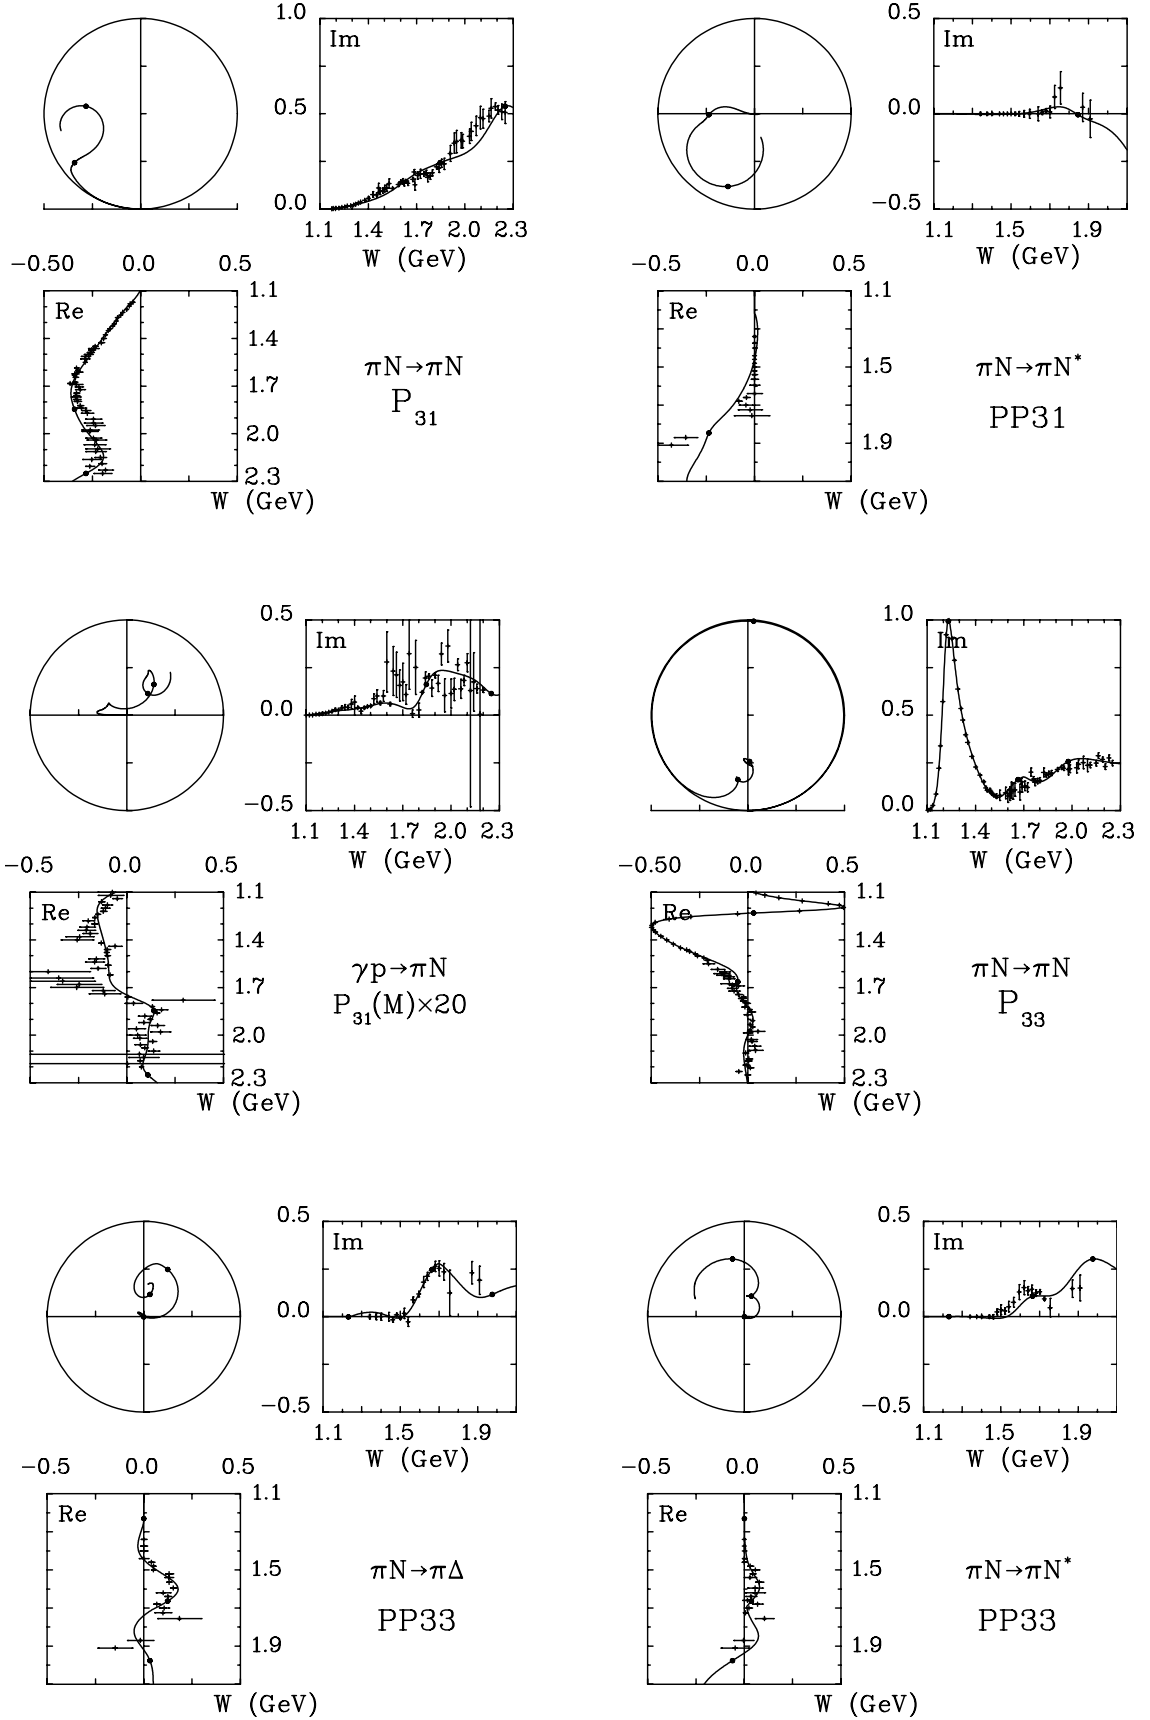 1.0
Im
0.5
0.0
1.1 1.4 1.7 2.0 2.3
W (GeV)
−0.50 0.0 0.5
Re
1.1
1.4
1.7
2.0
2.3
W (GeV)
πN→πN
P31
0.5
Im
0.0
−0.5
1.1 1.5 1.9
W (GeV)
−0.5 0.0 0.5
Re
1.1
1.5
1.9
W (GeV)
πN→πN*
PP31
0.5
Im
0.0
−0.5
1.1 1.4 1.7 2.0 2.3
W (GeV)
−0.5 0.0 0.5
Re
1.1
1.4
1.7
2.0
2.3
W (GeV)
γp→πN
P31(M)×20
1.0
Im
0.5
0.0
1.1 1.4 1.7 2.0 2.3
W (GeV)
−0.50 0.0 0.5
Re
1.1
1.4
1.7
2.0
2.3
W (GeV)
πN→πN
P33
0.5
Im
0.0
−0.5
1.1 1.5 1.9
W (GeV)
−0.5 0.0 0.5
Re
1.1
1.5
1.9
W (GeV)
πN→πΔ
PP33
0.5
Im
0.0
−0.5
1.1 1.5 1.9
W (GeV)
−0.5 0.0 0.5
Re
1.1
1.5
1.9
W (GeV)
πN→πN*
PP33